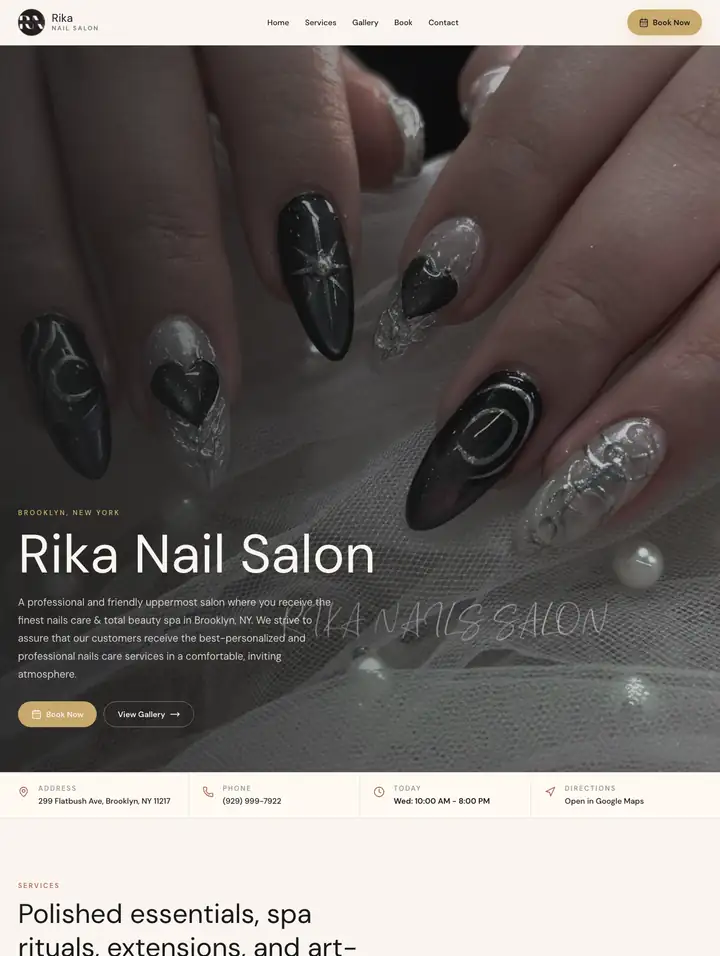 Rika
NAIL SALON
Home
Services
Gallery
Book
Contact
Book Now
BROOKLYN, NEW YORK
Rika Nail Salon
A professional and friendly uppermost salon where you receive the
finest nails care & total beauty spa in Brooklyn, NY. We strive to
assure that our customers receive the best-personalized and
professional nails care services in a comfortable, inviting
atmosphere.
RIKA NAILS SALON
Book Now
View Gallery →
ADDRESS
299 Flatbush Ave, Brooklyn, NY 11217
PHONE
(929) 999-7922
TODAY
Wed: 10:00 AM - 8:00 PM
DIRECTIONS
Open in Google Maps
SERVICES
Polished essentials, spa
rituals, extensions, and art-